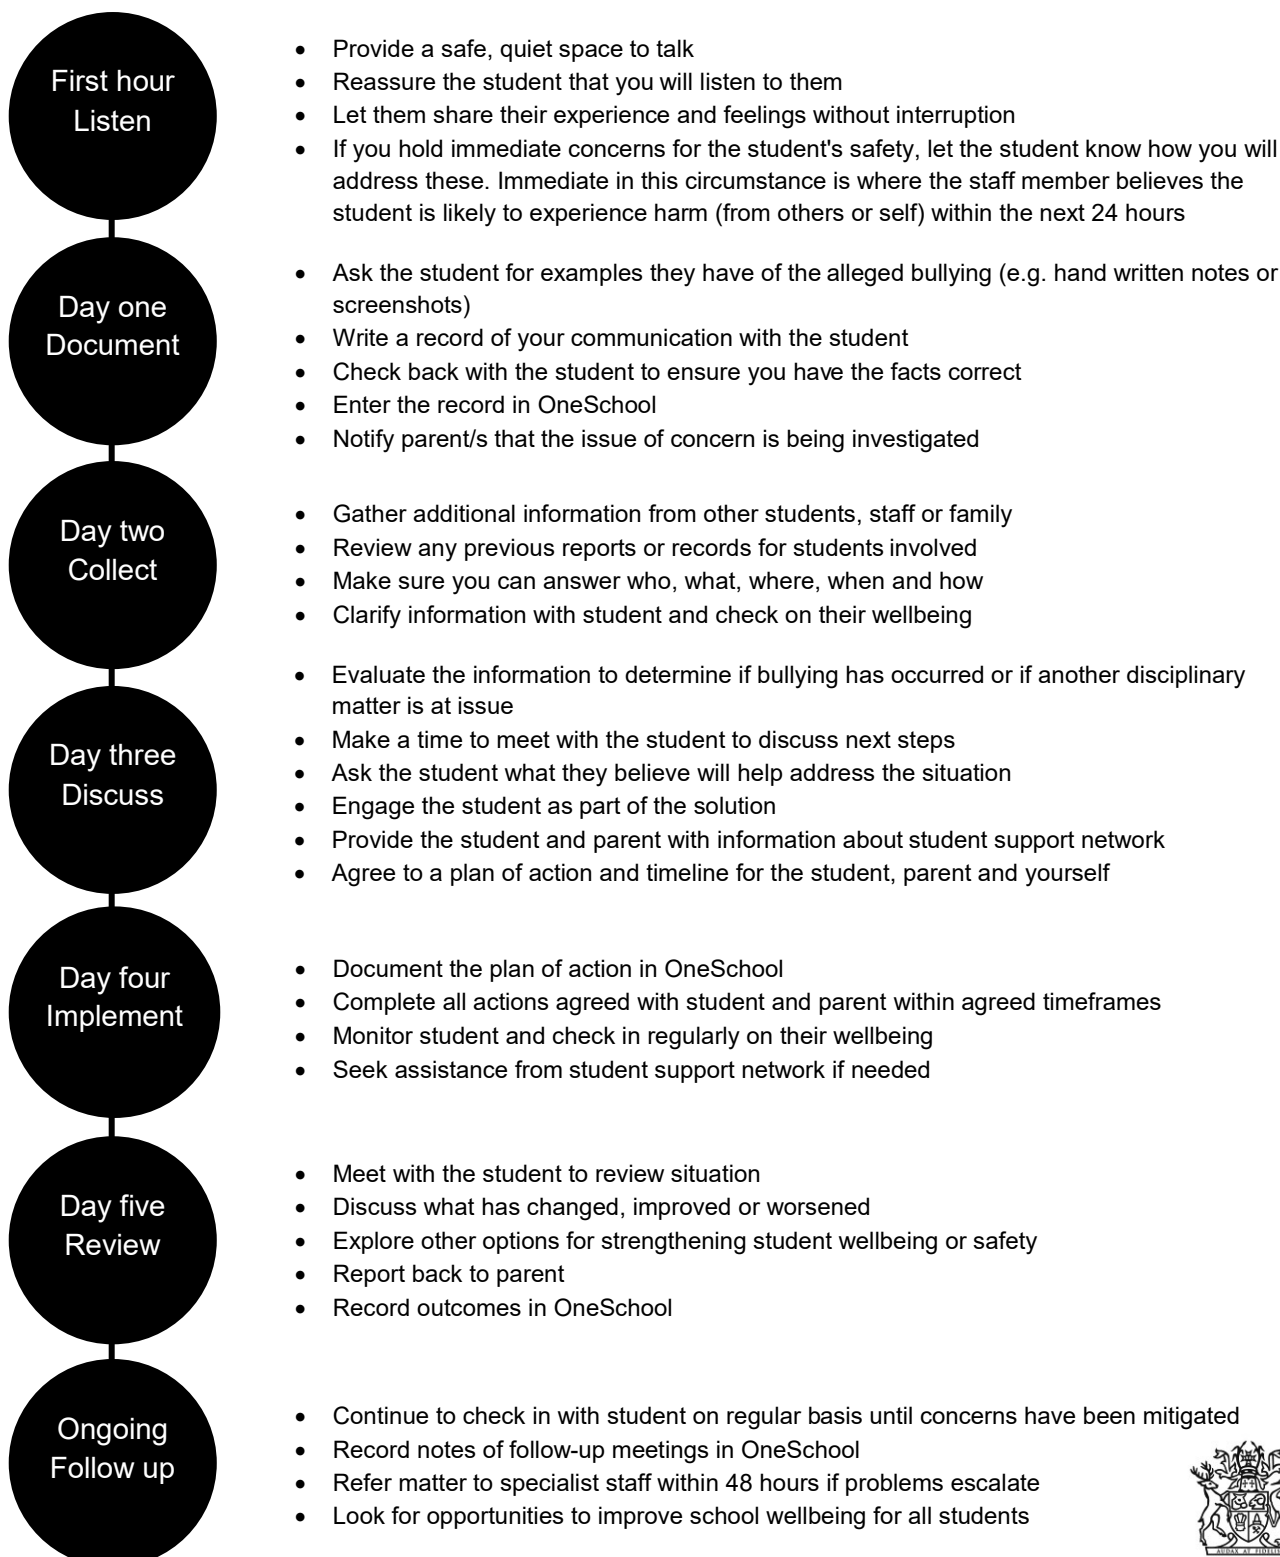 First hour
Listen
• Provide a safe, quiet space to talk
• Reassure the student that you will listen to them
• Let them share their experience and feelings without interruption
• If you hold immediate concerns for the student's safety, let the student know how you will
address these. Immediate in this circumstance is where the staff member believes the
student is likely to experience harm (from others or self) within the next 24 hours
Day one
Document
• Ask the student for examples they have of the alleged bullying (e.g. hand written notes or
screenshots)
• Write a record of your communication with the student
• Check back with the student to ensure you have the facts correct
• Enter the record in OneSchool
• Notify parent/s that the issue of concern is being investigated
Day two
Collect
• Gather additional information from other students, staff or family
• Review any previous reports or records for students involved
• Make sure you can answer who, what, where, when and how
• Clarify information with student and check on their wellbeing
Day three
Discuss
• Evaluate the information to determine if bullying has occurred or if another disciplinary
matter is at issue
• Make a time to meet with the student to discuss next steps
• Ask the student what they believe will help address the situation
• Engage the student as part of the solution
• Provide the student and parent with information about student support network
• Agree to a plan of action and timeline for the student, parent and yourself
Day four
Implement
• Document the plan of action in OneSchool
• Complete all actions agreed with student and parent within agreed timeframes
• Monitor student and check in regularly on their wellbeing
• Seek assistance from student support network if needed
Day five
Review
• Meet with the student to review situation
• Discuss what has changed, improved or worsened
• Explore other options for strengthening student wellbeing or safety
• Report back to parent
• Record outcomes in OneSchool
Ongoing
Follow up
• Continue to check in with student on regular basis until concerns have been mitigated
• Record notes of follow-up meetings in OneSchool
• Refer matter to specialist staff within 48 hours if problems escalate
• Look for opportunities to improve school wellbeing for all students
AUDAX AT